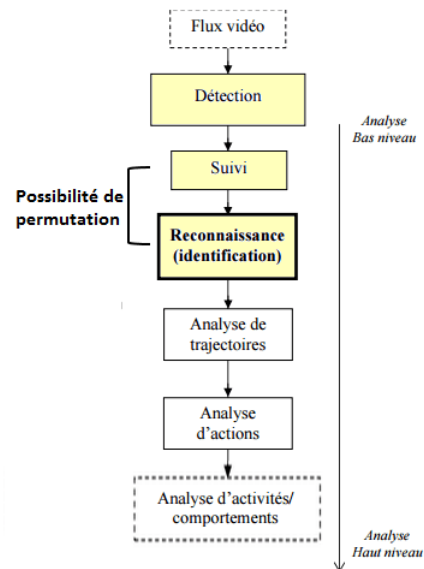 Flux vidéo
Détection
Analyse
Bas niveau
Suivi
Possibilité de
permutation
Reconnaissance
(identification)
Analyse de
trajectoires
Analyse
d'actions
Analyse d'activités/
comportements
Analyse
Haut niveau